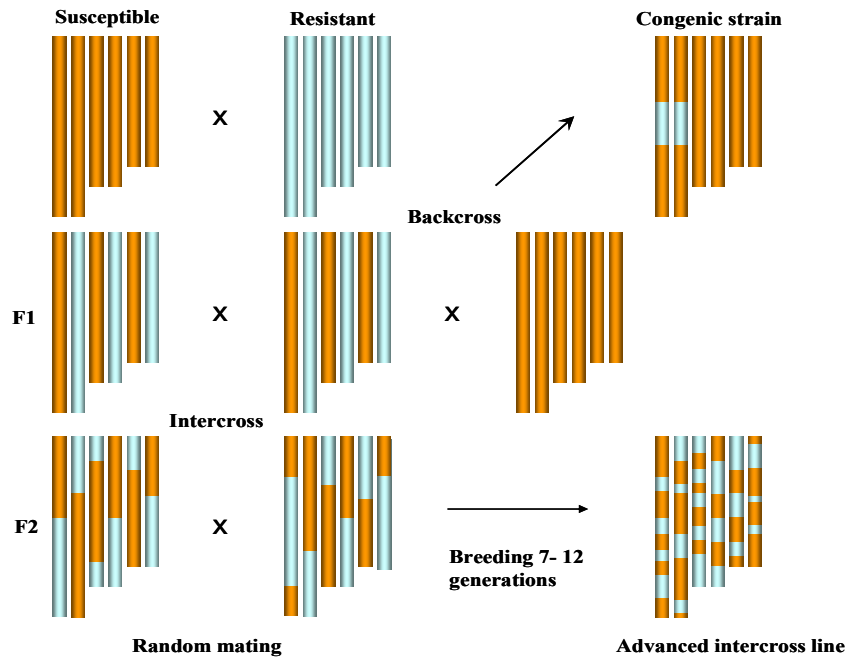 Susceptible
Resistant
Congenic strain
X
Backcross
F1
X
X
Intercross
F2
X
Breeding 7- 12
generations
Random mating
Advanced intercross line